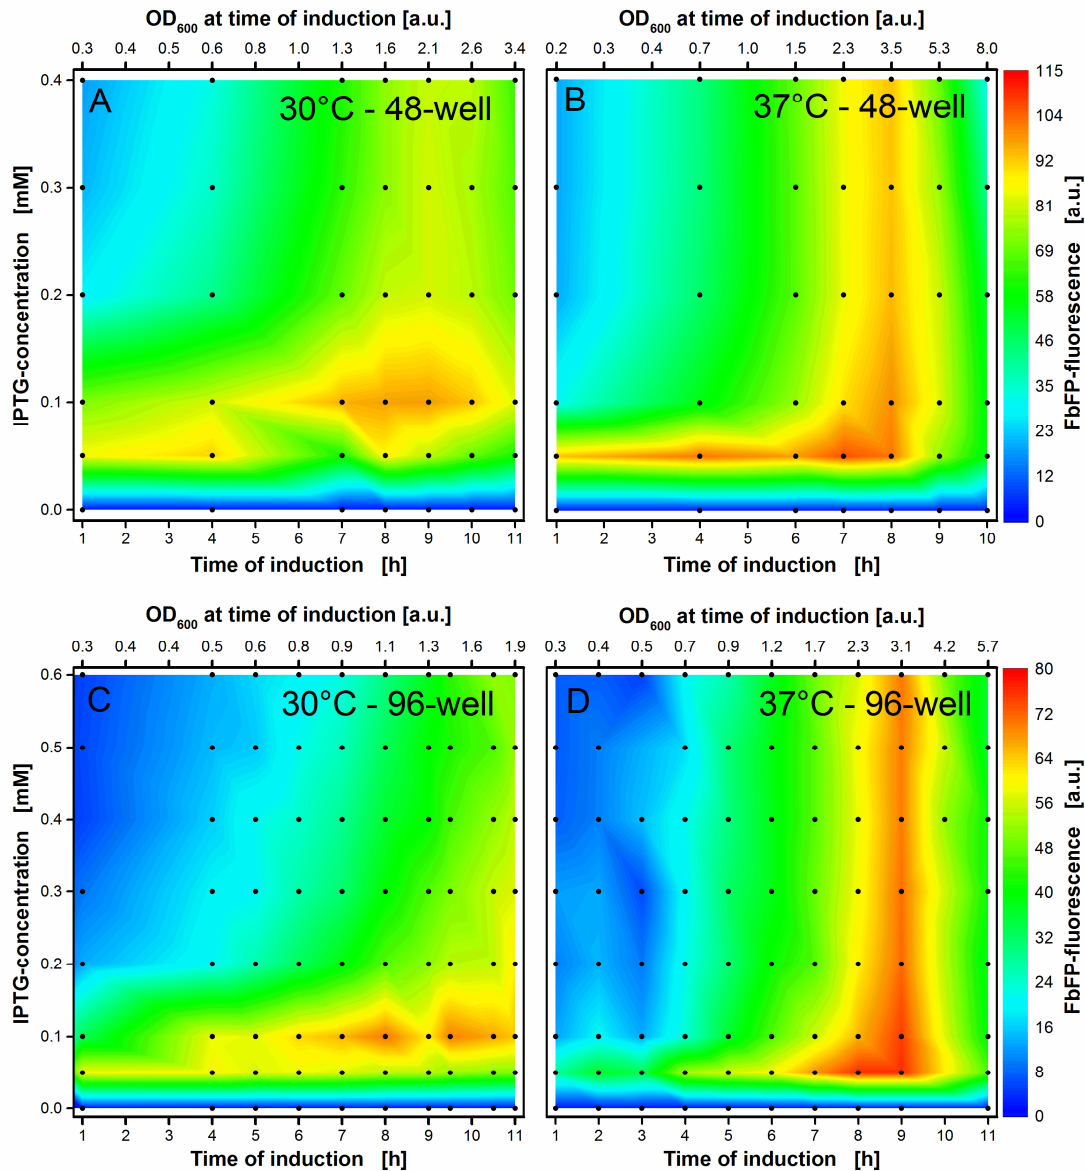 OD600 at time of induction [a.u.]
0.3 0.4 0.5 0.6 0.8 1.0 1.3 1.6 2.1 2.6 3.4
A
30°C - 48-well
0.4
0.3
0.2
0.1
0.0
IPTG-concentration [mM]
1 2 3 4 5 6 7 8 9 10 11
Time of induction [h]
OD600 at time of induction [a.u.]
0.2 0.3 0.4 0.7 1.0 1.5 2.3 3.5 5.3 8.0
B
37°C - 48-well
1 2 3 4 5 6 7 8 9 10
Time of induction [h]
115
104
92
81
69
58
46
35
23
12
0
FbFP-fluorescence [a.u.]
OD600 at time of induction [a.u.]
0.3 0.4 0.4 0.5 0.6 0.8 0.9 1.1 1.3 1.6 1.9
C
30°C - 96-well
0.6
0.5
0.4
0.3
0.2
0.1
0.0
IPTG-concentration [mM]
1 2 3 4 5 6 7 8 9 10 11
Time of induction [h]
OD600 at time of induction [a.u.]
0.3 0.4 0.5 0.7 0.9 1.2 1.7 2.3 3.1 4.2 5.7
D
37°C - 96-well
1 2 3 4 5 6 7 8 9 10 11
Time of induction [h]
80
72
64
56
48
40
32
24
16
8
0
FbFP-fluorescence [a.u.]